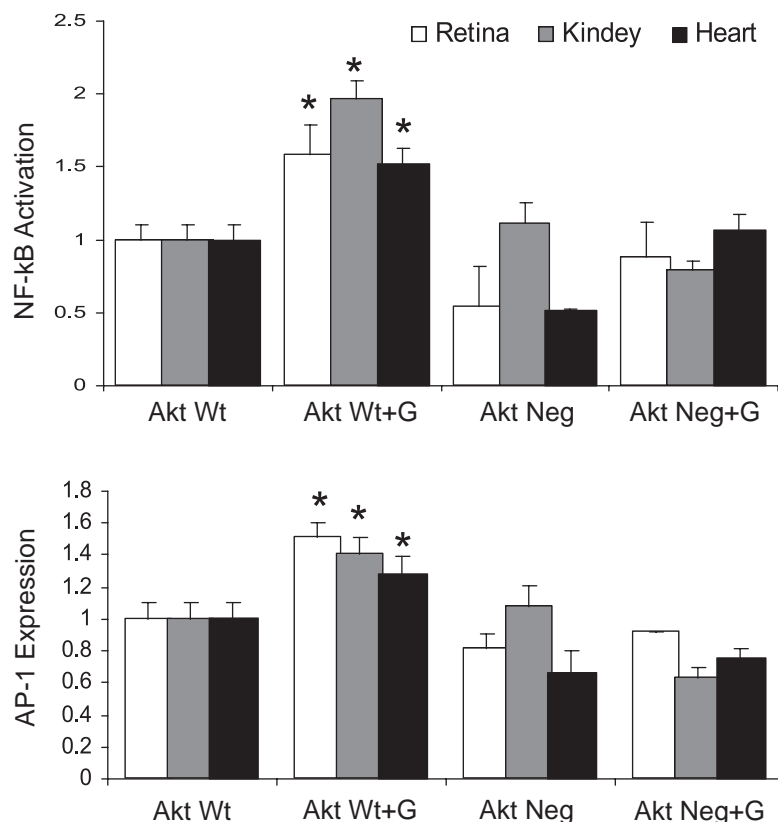 2.5
Retina Kindey Heart
2
1.5
1
0.5
0
NF-kB Activation
* * *
Akt Wt Akt Wt+G Akt Neg Akt Neg+G
1.8
1.6
1.4
1.2
1
0.8
0.6
0.4
0.2
0
AP-1 Expression
* * *
Akt Wt Akt Wt+G Akt Neg Akt Neg+G